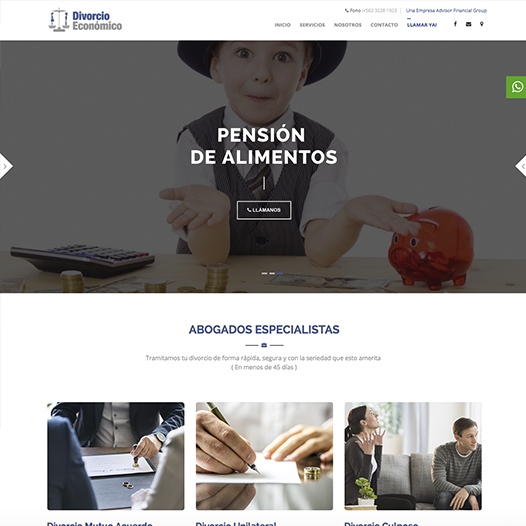 Divorcio
Económico
Fono (+562 3228 1923 | Una Empresa Advisor Financial Group
INICIO SERVICIOS NOSOTROS CONTACTO LLAMAR YA!
PENSIÓN
DE ALIMENTOS
LLÁMANOS
ABOGADOS ESPECIALISTAS
Tramitamos tu divorcio de forma rápida, segura y con la seriedad que esto amerita
( En menos de 45 días )
Divorcio Mutuo Acuerdo Divorcio Unilateral Divorcio Culposo